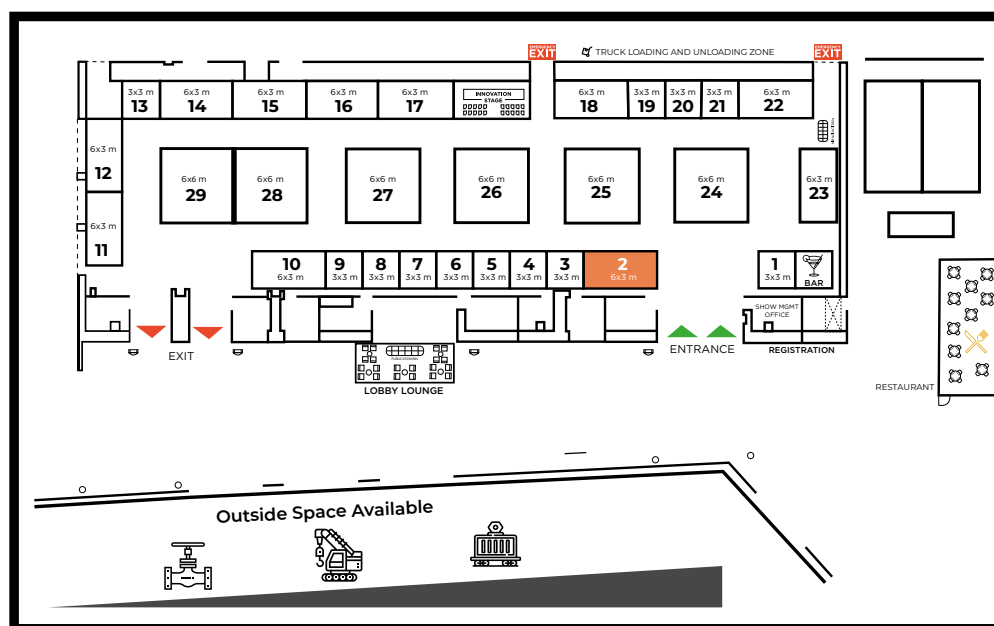 EMERGENCY
EXIT
TRUCK LOADING AND UNLOADING ZONE
EMERGENCY
EXIT
3x3 m
13
6x3 m
14
6x3 m
15
6x3 m
16
6x3 m
17
INNOVATION
STAGE
6x3 m
18
3x3 m
19
3x3 m
20
3x3 m
21
6x3 m
22
6x3 m
12
6x3 m
11
6x6 m
29
6x6 m
28
6x6 m
27
6x6 m
26
6x6 m
25
6x6 m
24
6x3 m
23
10
6x3 m
9
3x3 m
8
3x3 m
7
3x3 m
6
3x3 m
5
3x3 m
4
3x3 m
3
3x3 m
2
6x3 m
1
3x3 m
BAR
SHOW MGMT
OFFICE
EXIT
ENTRANCE
REGISTRATION
LOBBY LOUNGE
RESTAURANT
Outside Space Available